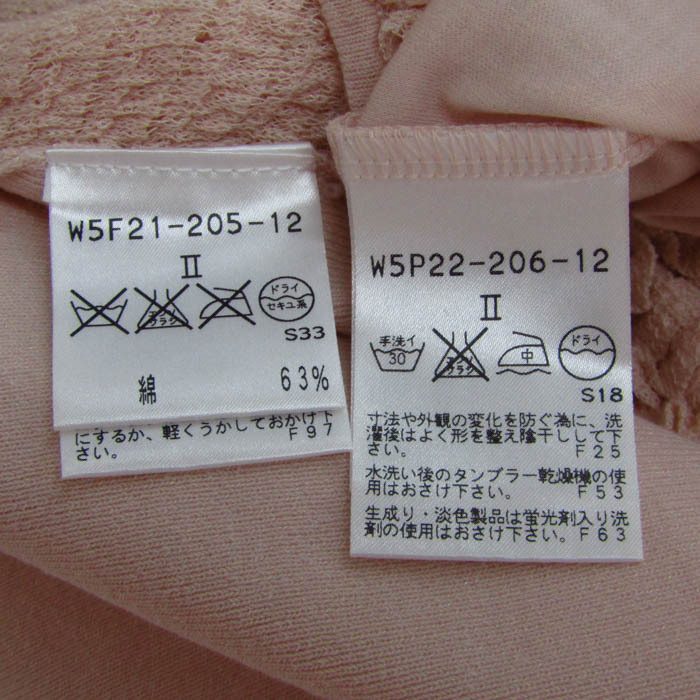 W5F21-205-12
II
ドライ
セキユ系
S33
綿 63%
にするか、軽くうかしておかけ下
さい。 F97
W5P22-206-12
II
手洗イ
30
中
ドライ
S18
寸法や外観の変化を防ぐ為に、洗
濯後はよく形を整え陰干しして下
さい。 F25
水洗い後のタンブラー乾燥機の使
用はおさけ下さい。 F53
生成り・淡色製品は蛍光剤入り洗
剤の使用はおさけ下さい。F63